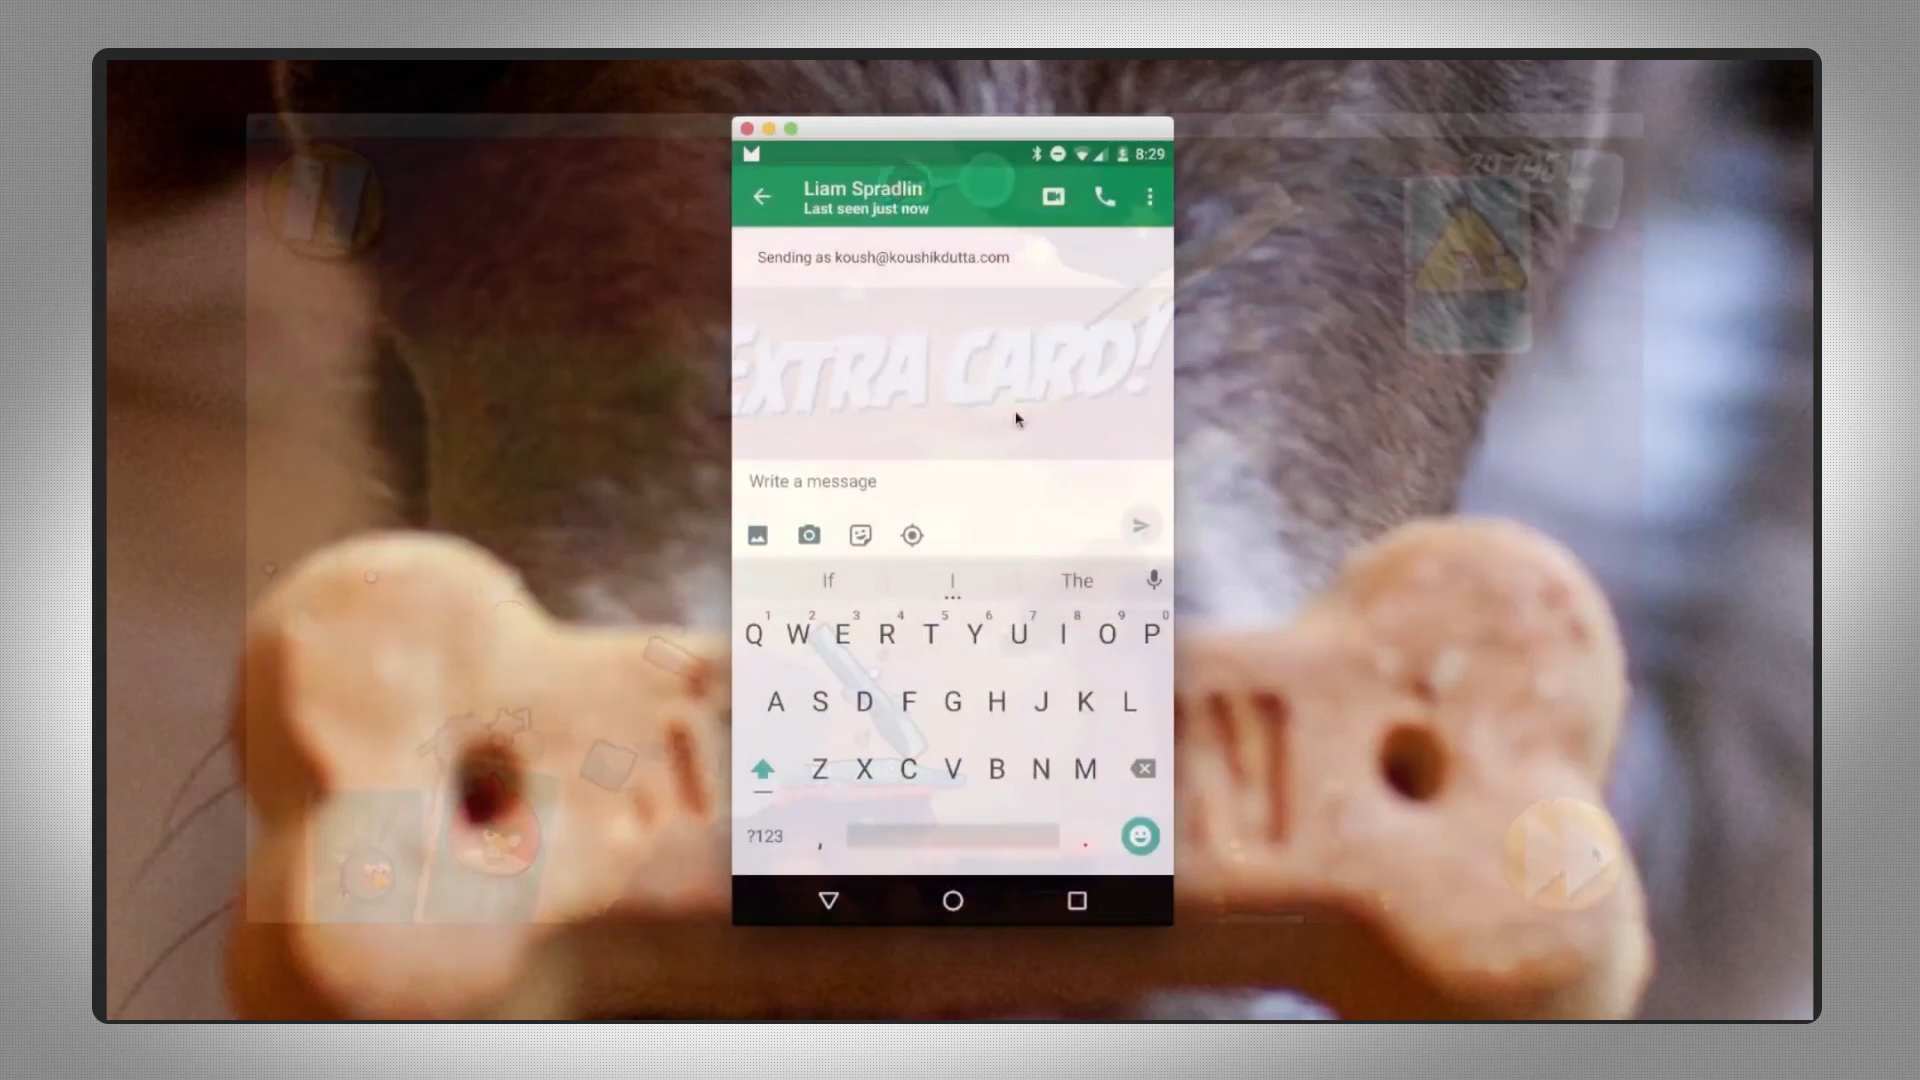 8:29
Liam Spradlin
Last seen just now
Sending as koush@koushikdutta.com
EXTRA CARD!
Write a message
If I The
1 2 3 4 5 6 7 8 9 0
Q W E R T Y U I O P
A S D F G H J K L
Z X C V B N M
?123 , .